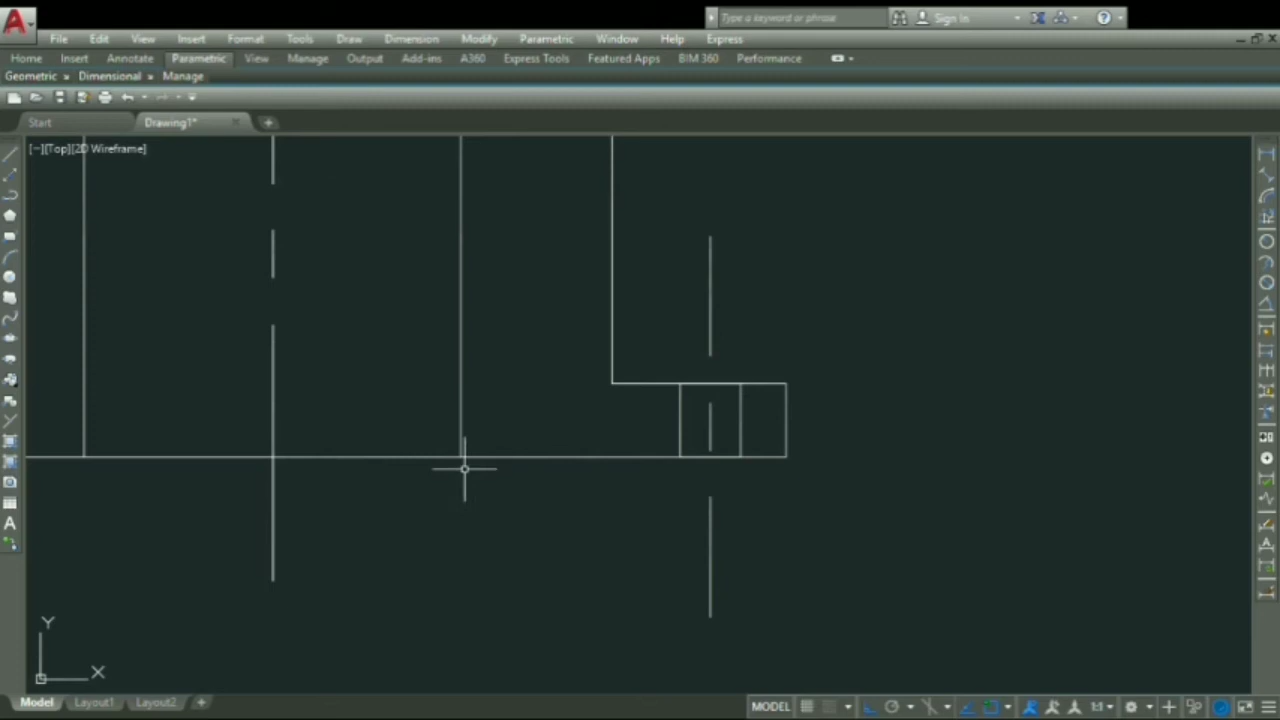 A Type a keyword or phrase Sign In ?
File Edit View Insert Format Tools Draw Dimension Modify Parametric Window Help Express
Home Insert Annotate Parametric View Manage Output Add-ins A360 Express Tools Featured Apps BIM 360 Performance
Geometric » Dimensional » Manage
Start Drawing1*
[−][Top][2D Wireframe]
A
A
Y
X
Model Layout1 Layout2 MODEL 1:1